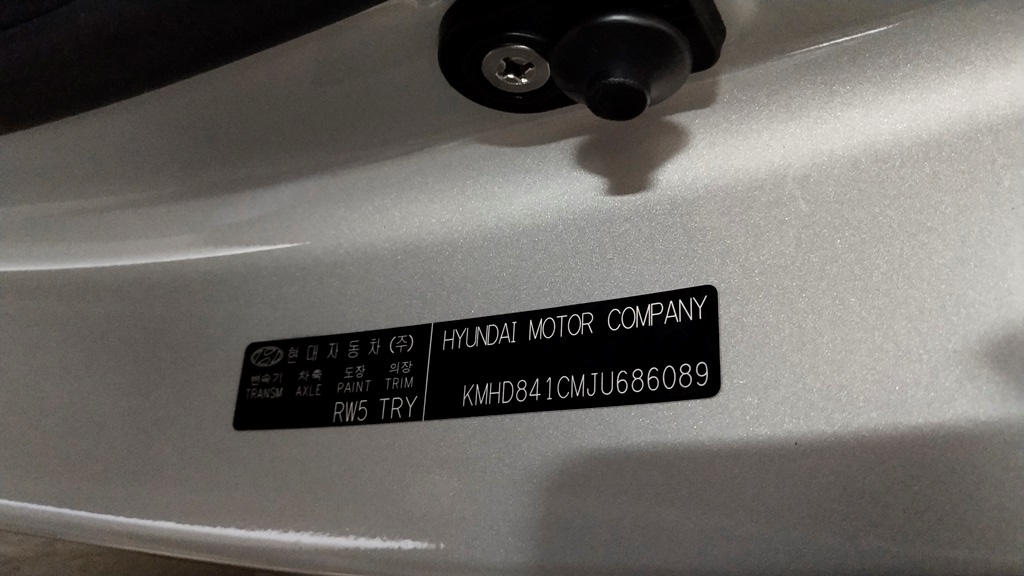 현대자동차(주)
변속기 차축 도장 의장
TRANSM AXLE PAINT TRIM
RW5 TRY
HYUNDAI MOTOR COMPANY
KMHD841CMJU686089